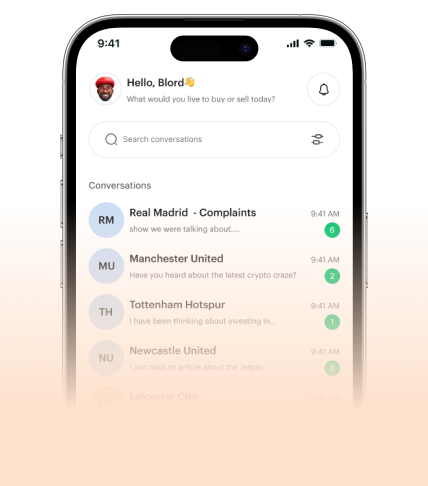 9:41
Hello, Blord👋
What would you live to buy or sell today?
Search conversations
Conversations
RM
Real Madrid - Complaints
9:41 AM
show we were talking about....
6
MU
Manchester United
9:41 AM
Have you heard about the latest crypto craze?
2
TH
Tottenham Hotspur
9:41 AM
I have been thinking about investing in..
1
NU
Newcastle United
9:41 AM
I just read an article about the Jetpay
6
LC
Leicester City